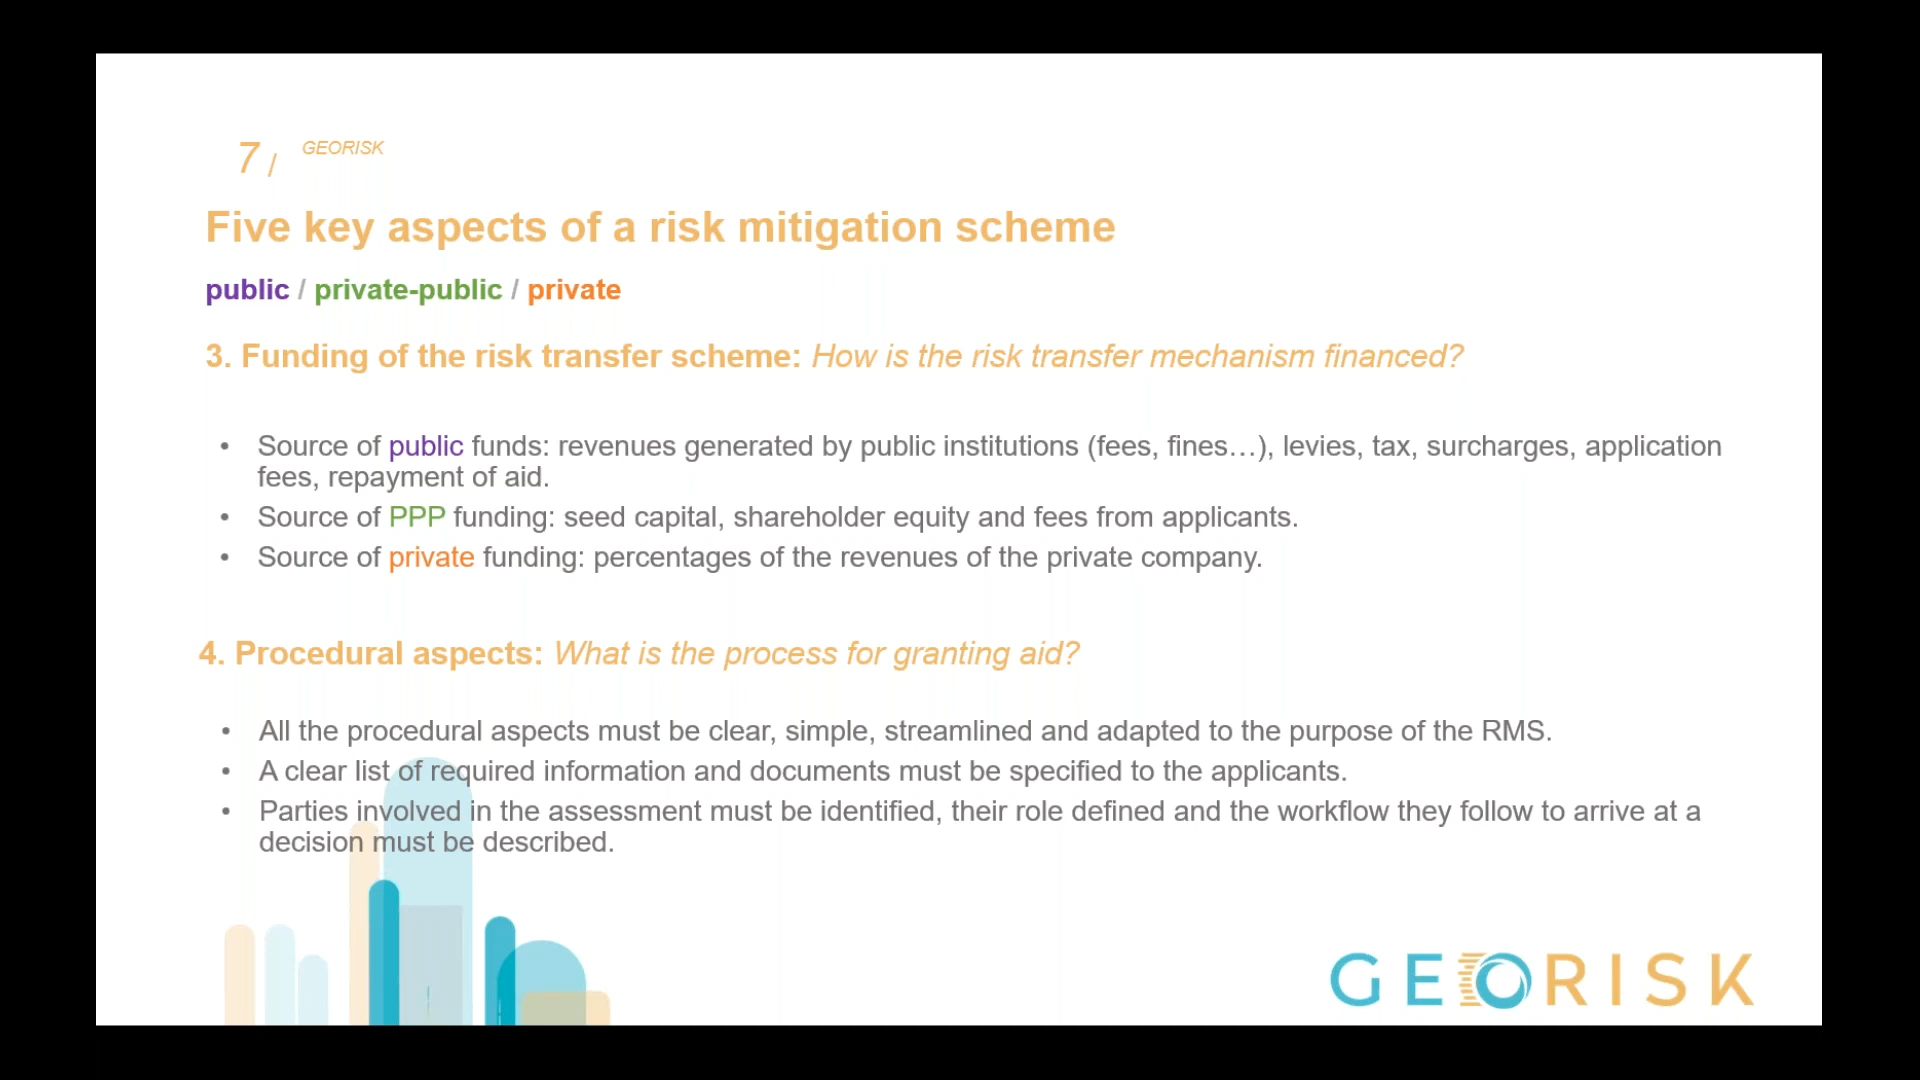 7 /
GEORISK
Five key aspects of a risk mitigation scheme
public / private-public / private
3. Funding of the risk transfer scheme: How is the risk transfer mechanism financed?
• Source of public funds: revenues generated by public institutions (fees, fines…), levies, tax, surcharges, application
fees, repayment of aid.
• Source of PPP funding: seed capital, shareholder equity and fees from applicants.
• Source of private funding: percentages of the revenues of the private company.
4. Procedural aspects: What is the process for granting aid?
• All the procedural aspects must be clear, simple, streamlined and adapted to the purpose of the RMS.
• A clear list of required information and documents must be specified to the applicants.
• Parties involved in the assessment must be identified, their role defined and the workflow they follow to arrive at a
decision must be described.
GEORISK